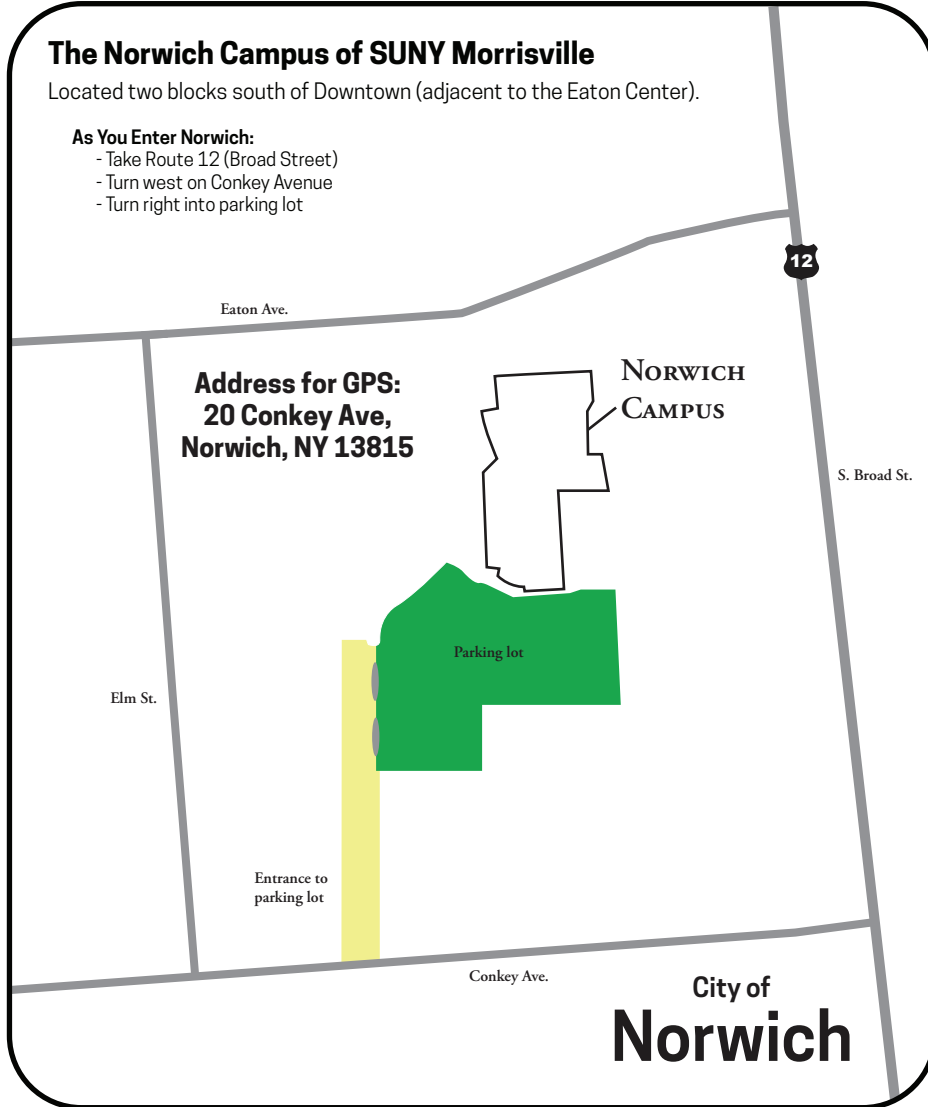 The Norwich Campus of SUNY Morrisville
Located two blocks south of Downtown (adjacent to the Eaton Center).
As You Enter Norwich:
- Take Route 12 (Broad Street)
- Turn west on Conkey Avenue
- Turn right into parking lot
12
Eaton Ave.
Address for GPS:
20 Conkey Ave,
Norwich, NY 13815
Norwich
Campus
S. Broad St.
Parking lot
Elm St.
Entrance to
parking lot
Conkey Ave.
City of
Norwich